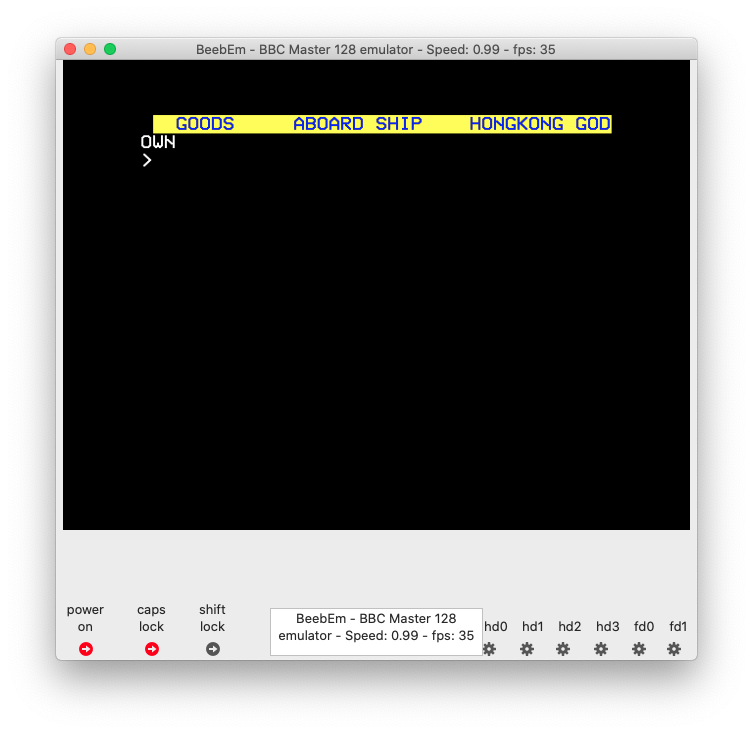 BeebEm - BBC Master 128 emulator - Speed: 0.99 - fps: 35
GOODS ABOARD SHIP HONGKONG GOD
OWN
>
power on
caps lock
shift lock
BeebEm - BBC Master 128
emulator - Speed: 0.99 - fps: 35
hd0 hd1 hd2 hd3 fd0 fd1